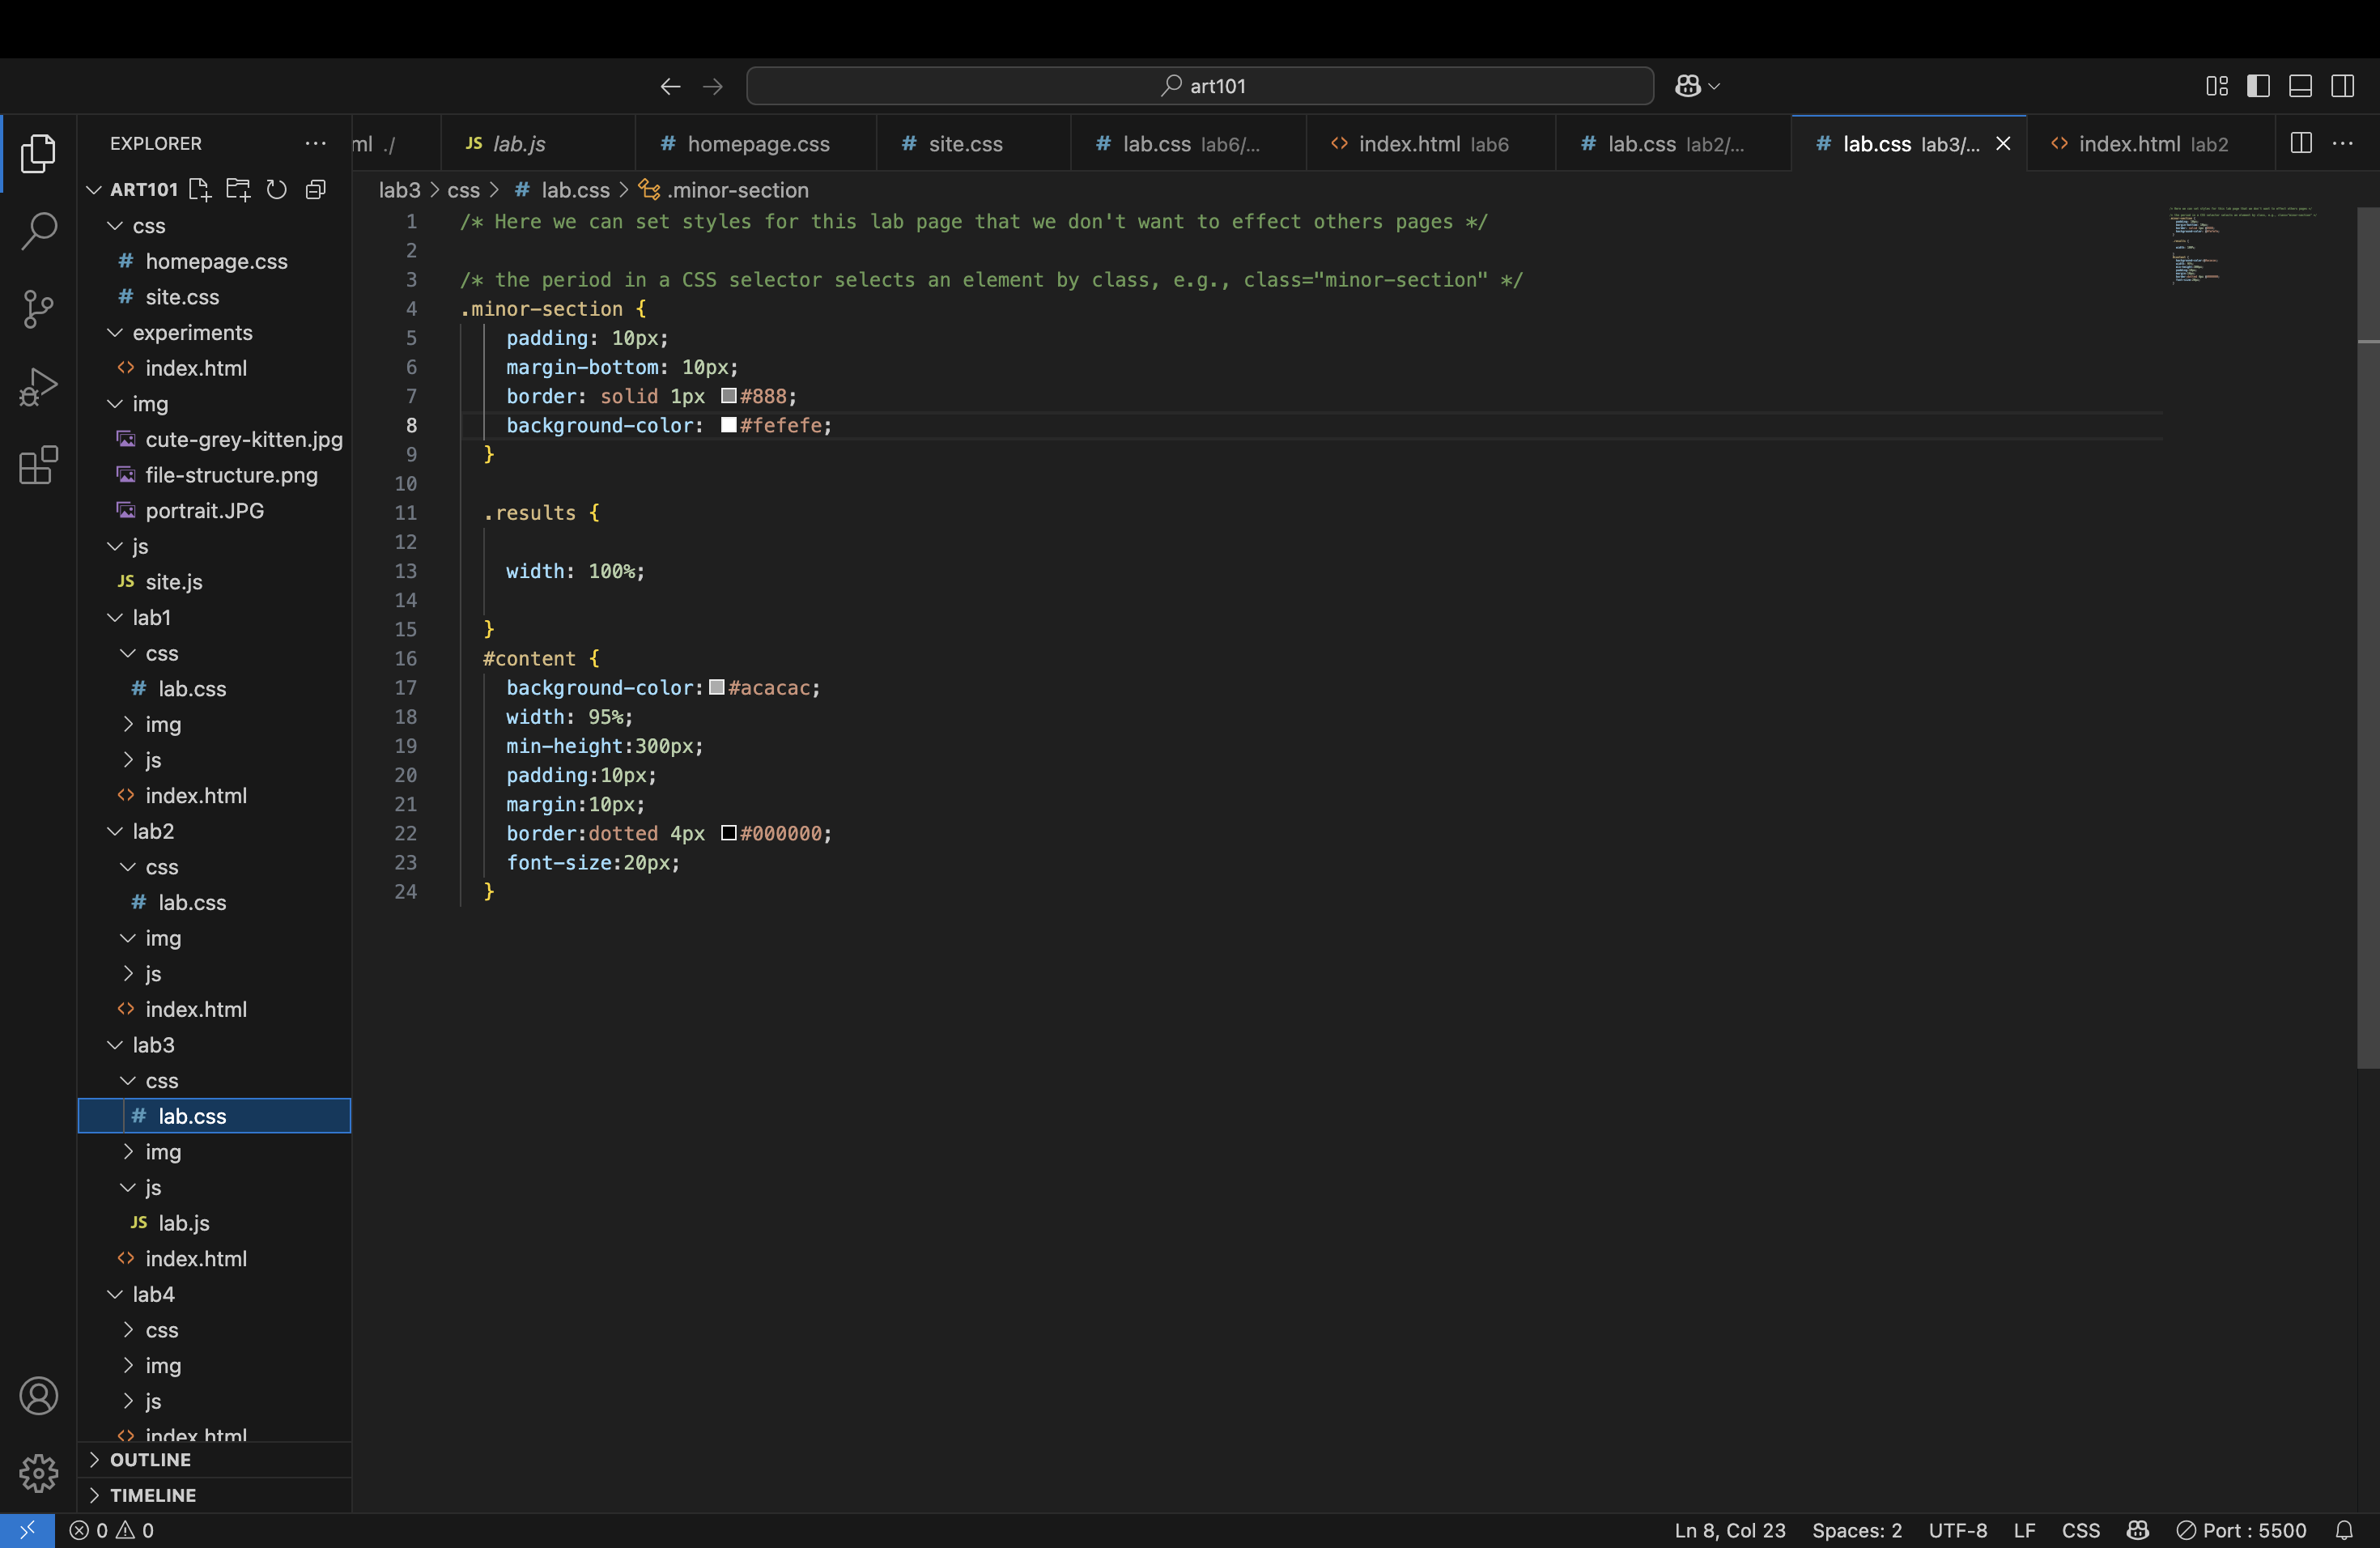 art101
EXPLORER
ml ./
JS lab.js
# homepage.css
# site.css
# lab.css lab6/...
<> index.html lab6
# lab.css lab2/...
# lab.css lab3/...
<> index.html lab2
ART101
css
# homepage.css
# site.css
experiments
<> index.html
img
cute-grey-kitten.jpg
file-structure.png
portrait.JPG
js
JS site.js
lab1
css
# lab.css
img
js
<> index.html
lab2
css
# lab.css
img
js
<> index.html
lab3
css
# lab.css
img
js
JS lab.js
<> index.html
lab4
css
img
js
<> index.html
OUTLINE
TIMELINE
lab3 > css > # lab.css > .minor-section
1 /* Here we can set styles for this lab page that we don't want to effect others pages */
2
3 /* the period in a CSS selector selects an element by class, e.g., class="minor-section" */
4 .minor-section {
5 padding: 10px;
6 margin-bottom: 10px;
7 border: solid 1px #888;
8 background-color: #fefefe;
9 }
10
11 .results {
12
13 width: 100%;
14
15 }
16 #content {
17 background-color:#acacac;
18 width: 95%;
19 min-height:300px;
20 padding:10px;
21 margin:10px;
22 border:dotted 4px #000000;
23 font-size:20px;
24 }
0 0
Ln 8, Col 23 Spaces: 2 UTF-8 LF CSS Port : 5500